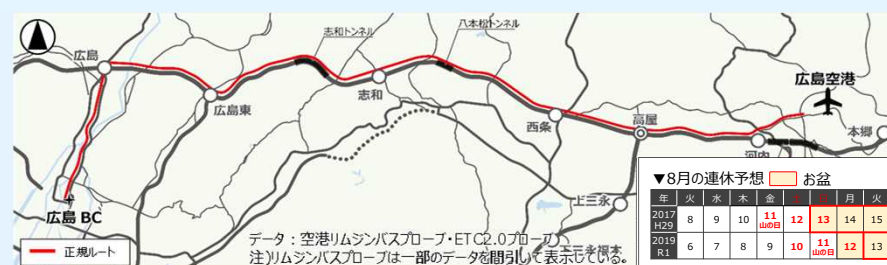 志和トンネル
八本松トンネル
広島
広島空港
広島東
志和
西条
高屋
本郷
河内
広島BC
上三永
▼8月の連休予想 お盆
年 火 水 木 金 土 日 月 火
2017 H29 8 9 10 11 山の日 12 13 14 15
2019 R1 6 7 8 9 10 11 山の日 12 13
正規ルート
データ：空港リムジンバスプローブ・ETC2.0プローブ
注)リムジンバスプローブは一部のデータを間引いて表示している。